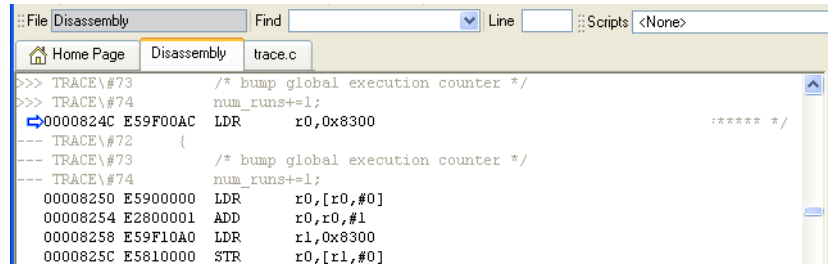 File Disassembly Find Line Scripts <None>
Home Page Disassembly trace.c
>>> TRACE\#73 /* bump global execution counter */
>>> TRACE\#74 num_runs+=1;
0000824C E59F00AC LDR r0,0x8300 :***** */
--- TRACE\#72 {
--- TRACE\#73 /* bump global execution counter */
--- TRACE\#74 num_runs+=1;
00008250 E5900000 LDR r0,[r0,#0]
00008254 E2800001 ADD r0,r0,#1
00008258 E59F10A0 LDR r1,0x8300
0000825C E5810000 STR r0,[r1,#0]